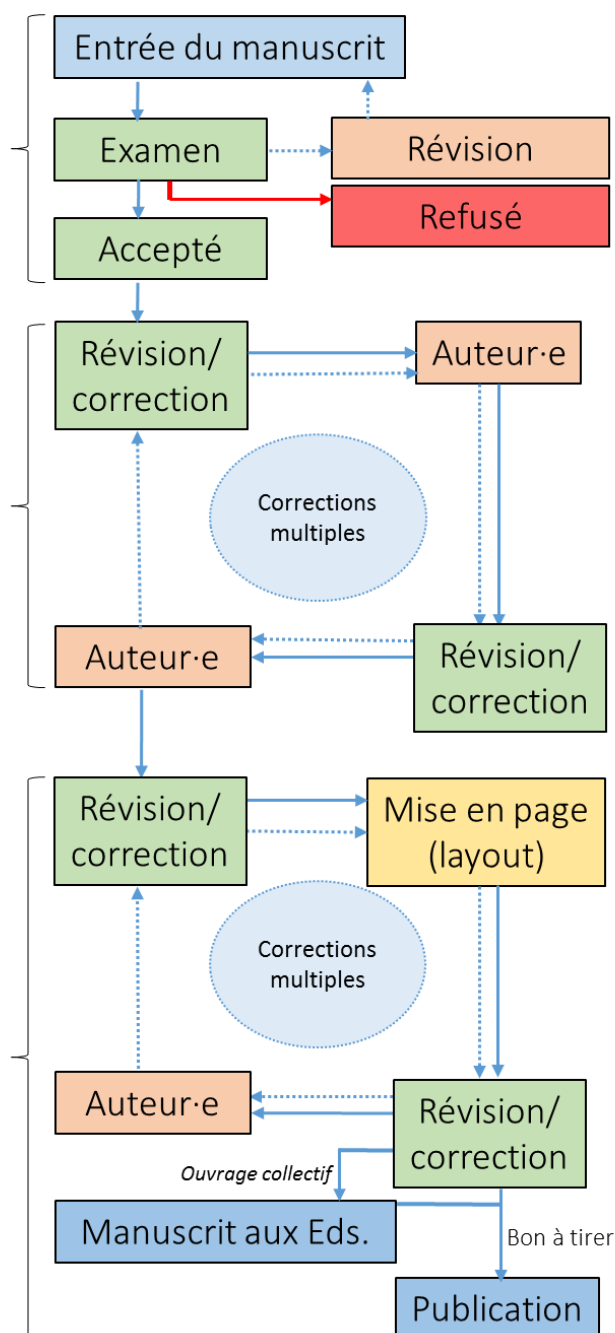 Entrée du manuscrit
Examen
Révision
Refusé
Accepté
Révision/
correction
Auteur·e
Corrections
multiples
Auteur·e
Révision/
correction
Révision/
correction
Mise en page
(layout)
Corrections
multiples
Auteur·e
Révision/
correction
Ouvrage collectif
Manuscrit aux Eds.
Bon à tirer
Publication